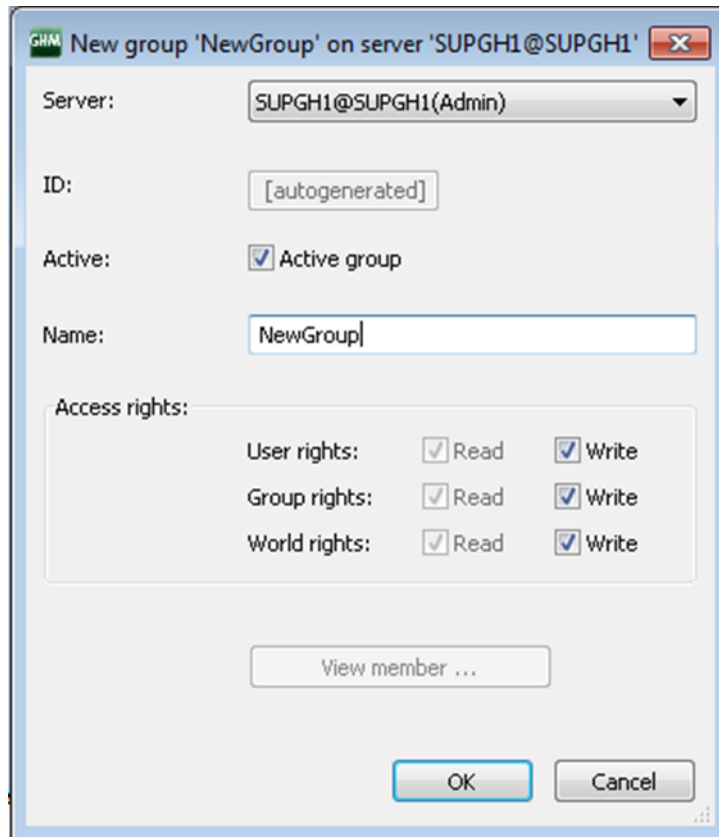 GHM New group 'NewGroup' on server 'SUPGH1@SUPGH1'
Server: SUPGH1@SUPGH1(Admin)
ID: [autogenerated]
Active: Active group
Name: NewGroup
Access rights:
User rights: Read Write
Group rights: Read Write
World rights: Read Write
View member ...
OK Cancel